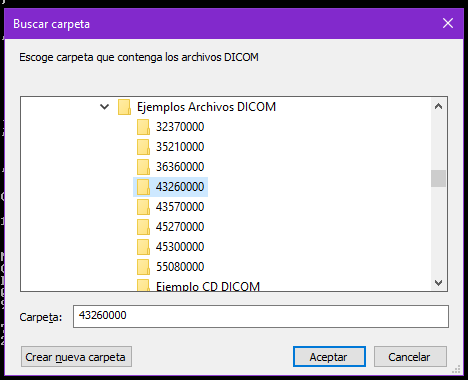 Buscar carpeta
Escoge carpeta que contenga los archivos DICOM
Ejemplos Archivos DICOM
32370000
35210000
36360000
43260000
43570000
45270000
45300000
55080000
Ejemplo CD DICOM
Carpeta: 43260000
Crear nueva carpeta Aceptar Cancelar